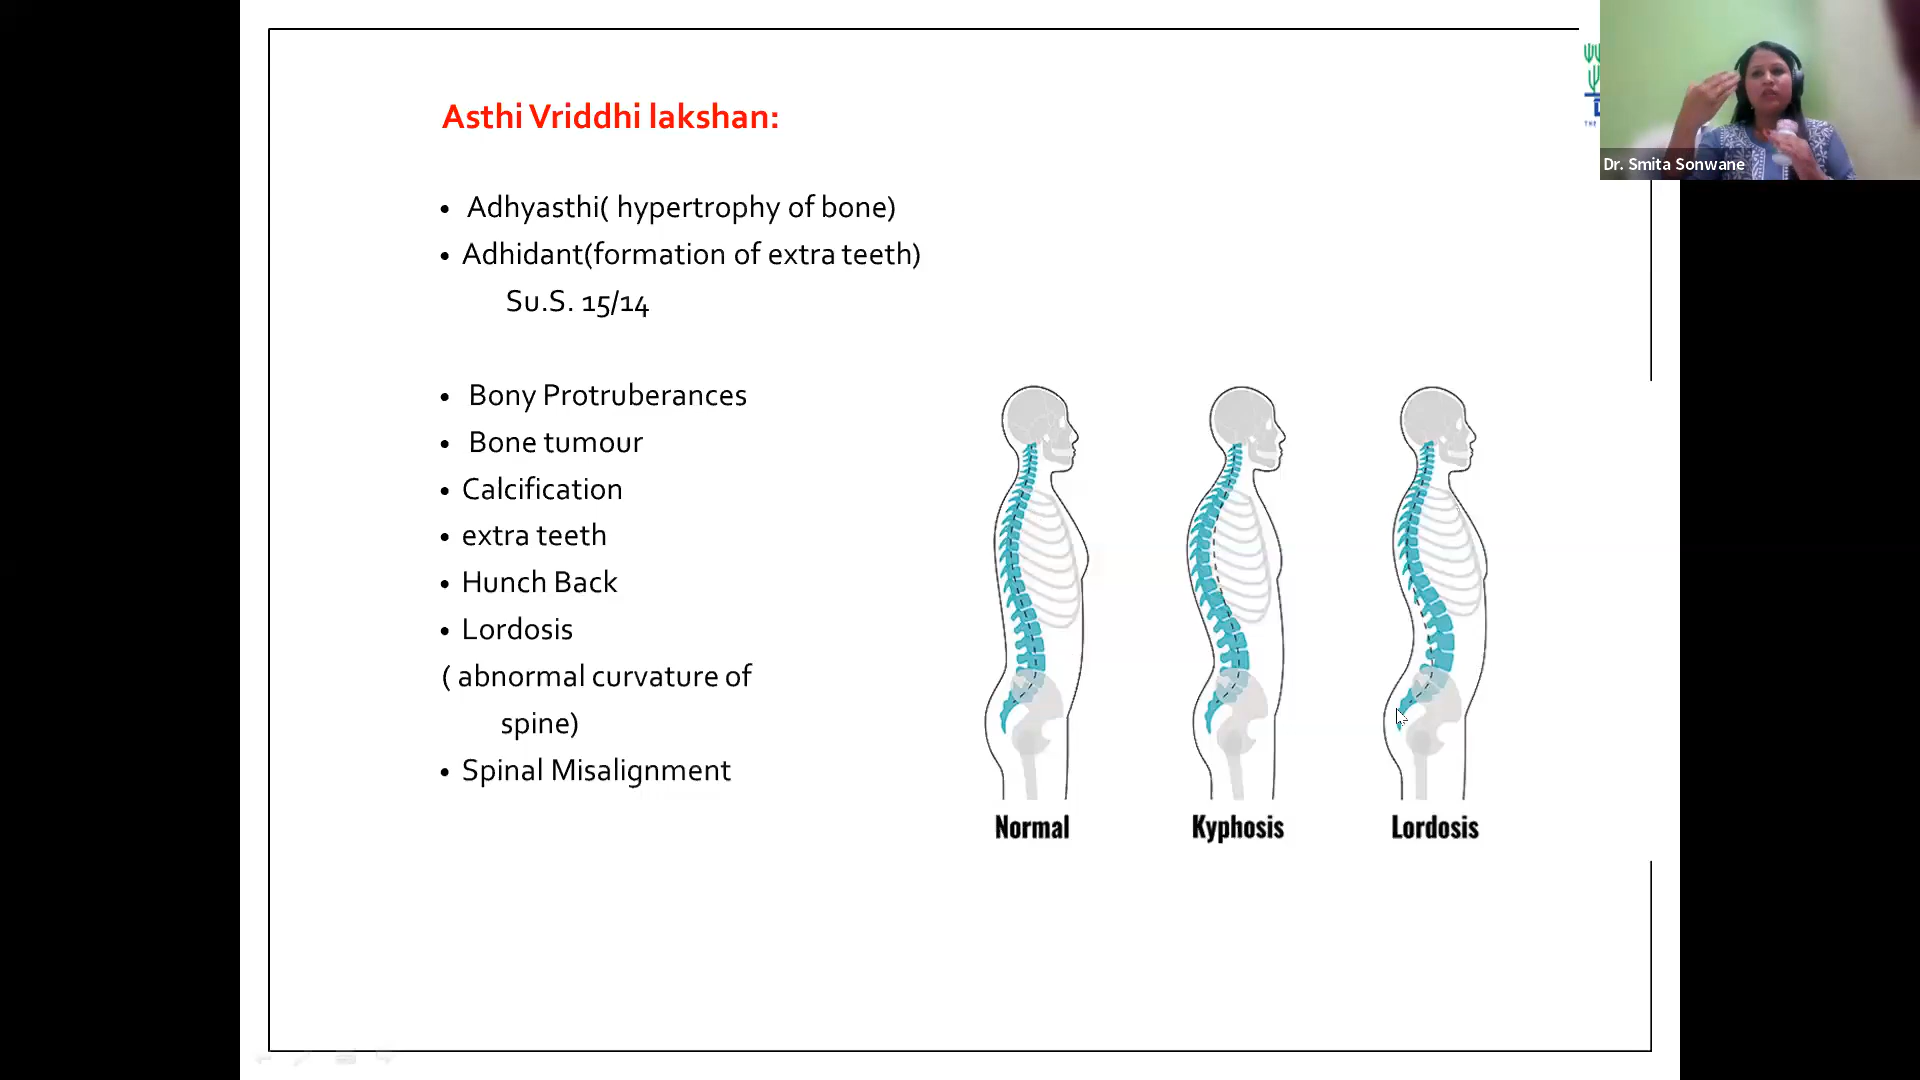 Asthi Vriddhi lakshan:
• Adhyasthi( hypertrophy of bone)
• Adhidant(formation of extra teeth)
Su.S. 15/14
• Bony Protruberances
• Bone tumour
• Calcification
• extra teeth
• Hunch Back
• Lordosis
( abnormal curvature of
spine)
• Spinal Misalignment
Normal
Kyphosis
Lordosis
Dr. Smita Sonwane